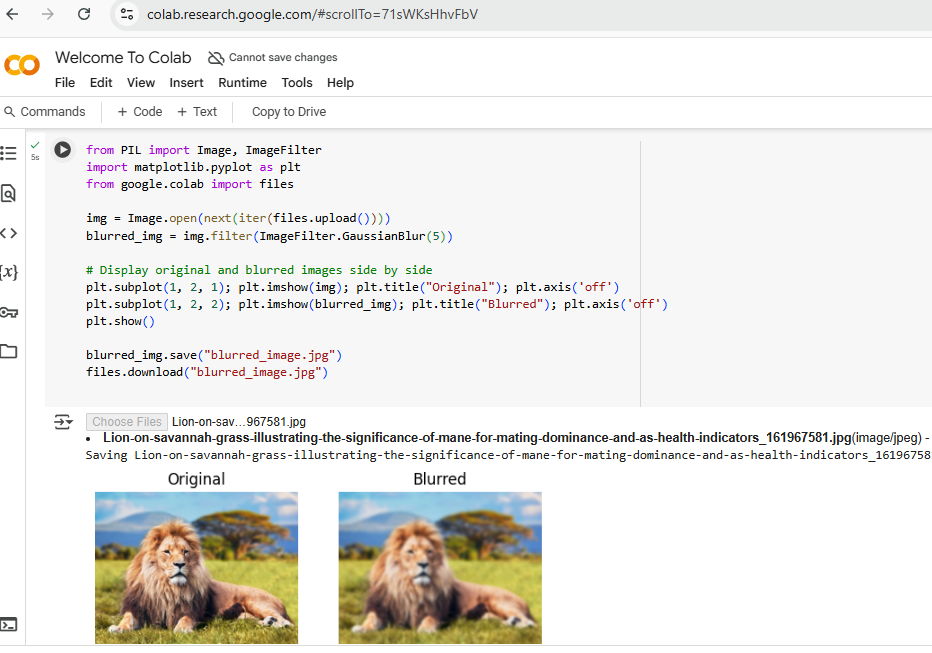 colab.research.google.com/#scrollTo=71sWKsHhvFbV
Welcome To Colab Cannot save changes
File Edit View Insert Runtime Tools Help
Commands + Code + Text Copy to Drive
5s
from PIL import Image, ImageFilter
import matplotlib.pyplot as plt
from google.colab import files
img = Image.open(next(iter(files.upload())))
blurred_img = img.filter(ImageFilter.GaussianBlur(5))
# Display original and blurred images side by side
plt.subplot(1, 2, 1); plt.imshow(img); plt.title("Original"); plt.axis('off')
plt.subplot(1, 2, 2); plt.imshow(blurred_img); plt.title("Blurred"); plt.axis('off')
plt.show()
blurred_img.save("blurred_image.jpg")
files.download("blurred_image.jpg")
Choose Files Lion-on-sav…967581.jpg
• Lion-on-savannah-grass-illustrating-the-significance-of-mane-for-mating-dominance-and-as-health-indicators_161967581.jpg(image/jpeg) -
Saving Lion-on-savannah-grass-illustrating-the-significance-of-mane-for-mating-dominance-and-as-health-indicators_16196758
Original Blurred